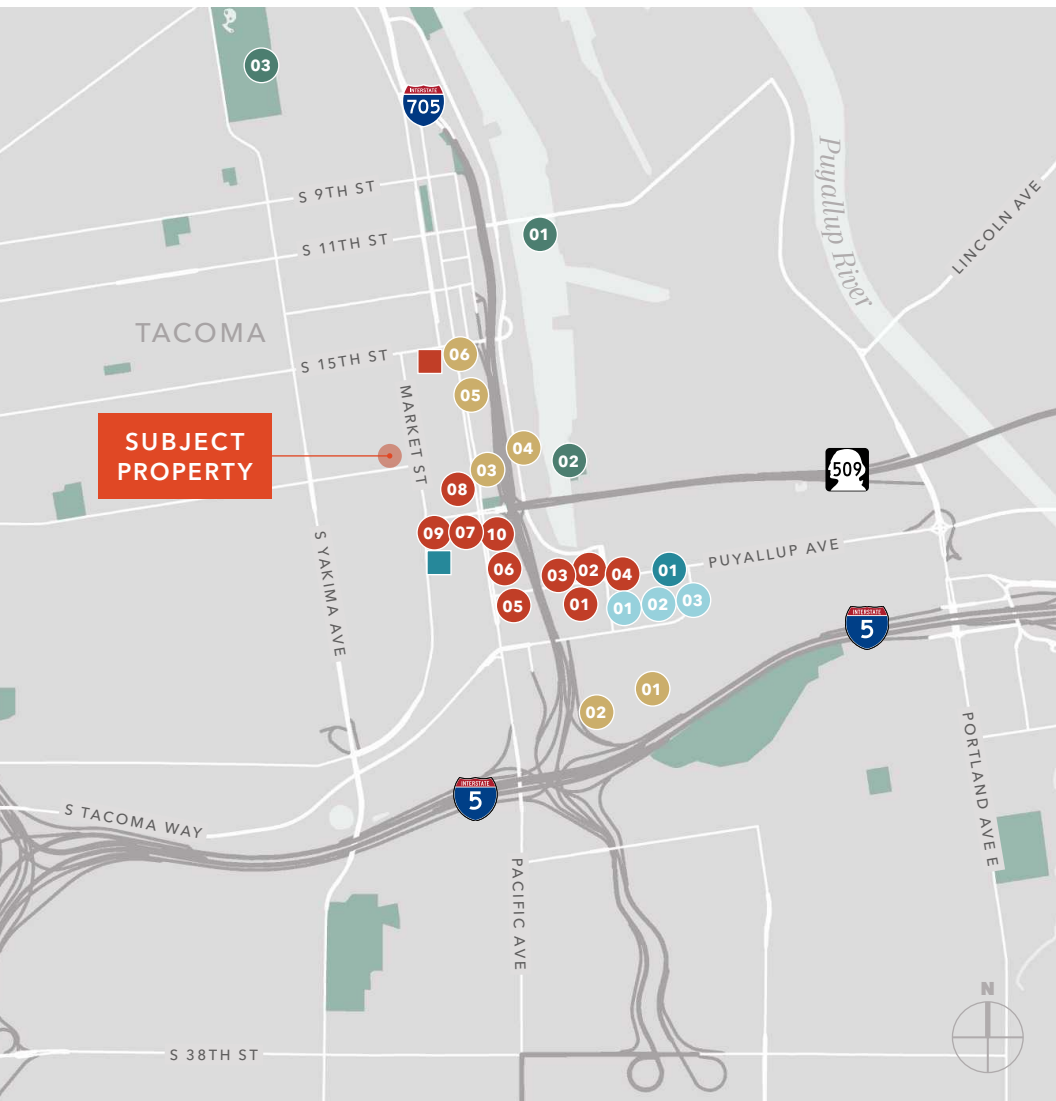 03
INTERSTATE
705
S 9TH ST
S 11TH ST
01
Puyallup River
LINCOLN AVE
TACOMA
S 15TH ST
06
05
MARKET ST
SUBJECT
PROPERTY
04
03
02
08
509
09
07
10
06
03
02
04
01
PUYALLUP AVE
05
01
01
02
03
S YAKIMA AVE
INTERSTATE
5
01
02
PORTLAND AVE E
INTERSTATE
5
S TACOMA WAY
PACIFIC AVE
N
S 38TH ST